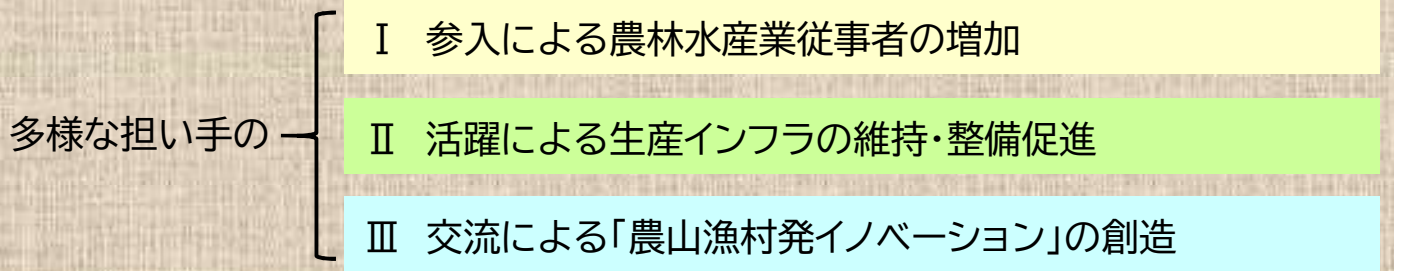 Ⅰ 参入による農林水産業従事者の増加
多様な担い手の
Ⅱ 活躍による生産インフラの維持・整備促進
Ⅲ 交流による「農山漁村発イノベーション」の創造